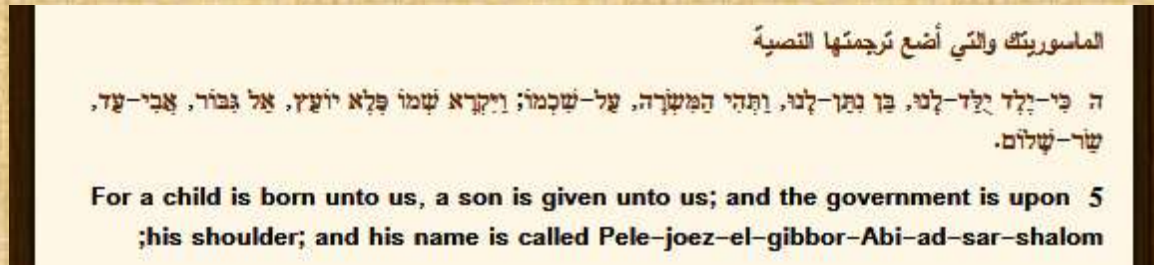 الماسوريتك والتي أضع ترجمتها النصية
ה כִּי-יֶלֶד יֻלַּד-לָנוּ, בֵּן נִתַּן-לָנוּ, וַתְּהִי הַמִּשְׂרָה, עַל-שִׁכְמוֹ; וַיִּקְרָא שְׁמוֹ פֶּלֶא יוֹעֵץ, אֵל גִּבּוֹר, אֲבִי-עַד,
שַׂר-שָׁלוֹם.
For a child is born unto us, a son is given unto us; and the government is upon 5
;his shoulder; and his name is called Pele-joez-el-gibbor-Abi-ad-sar-shalom